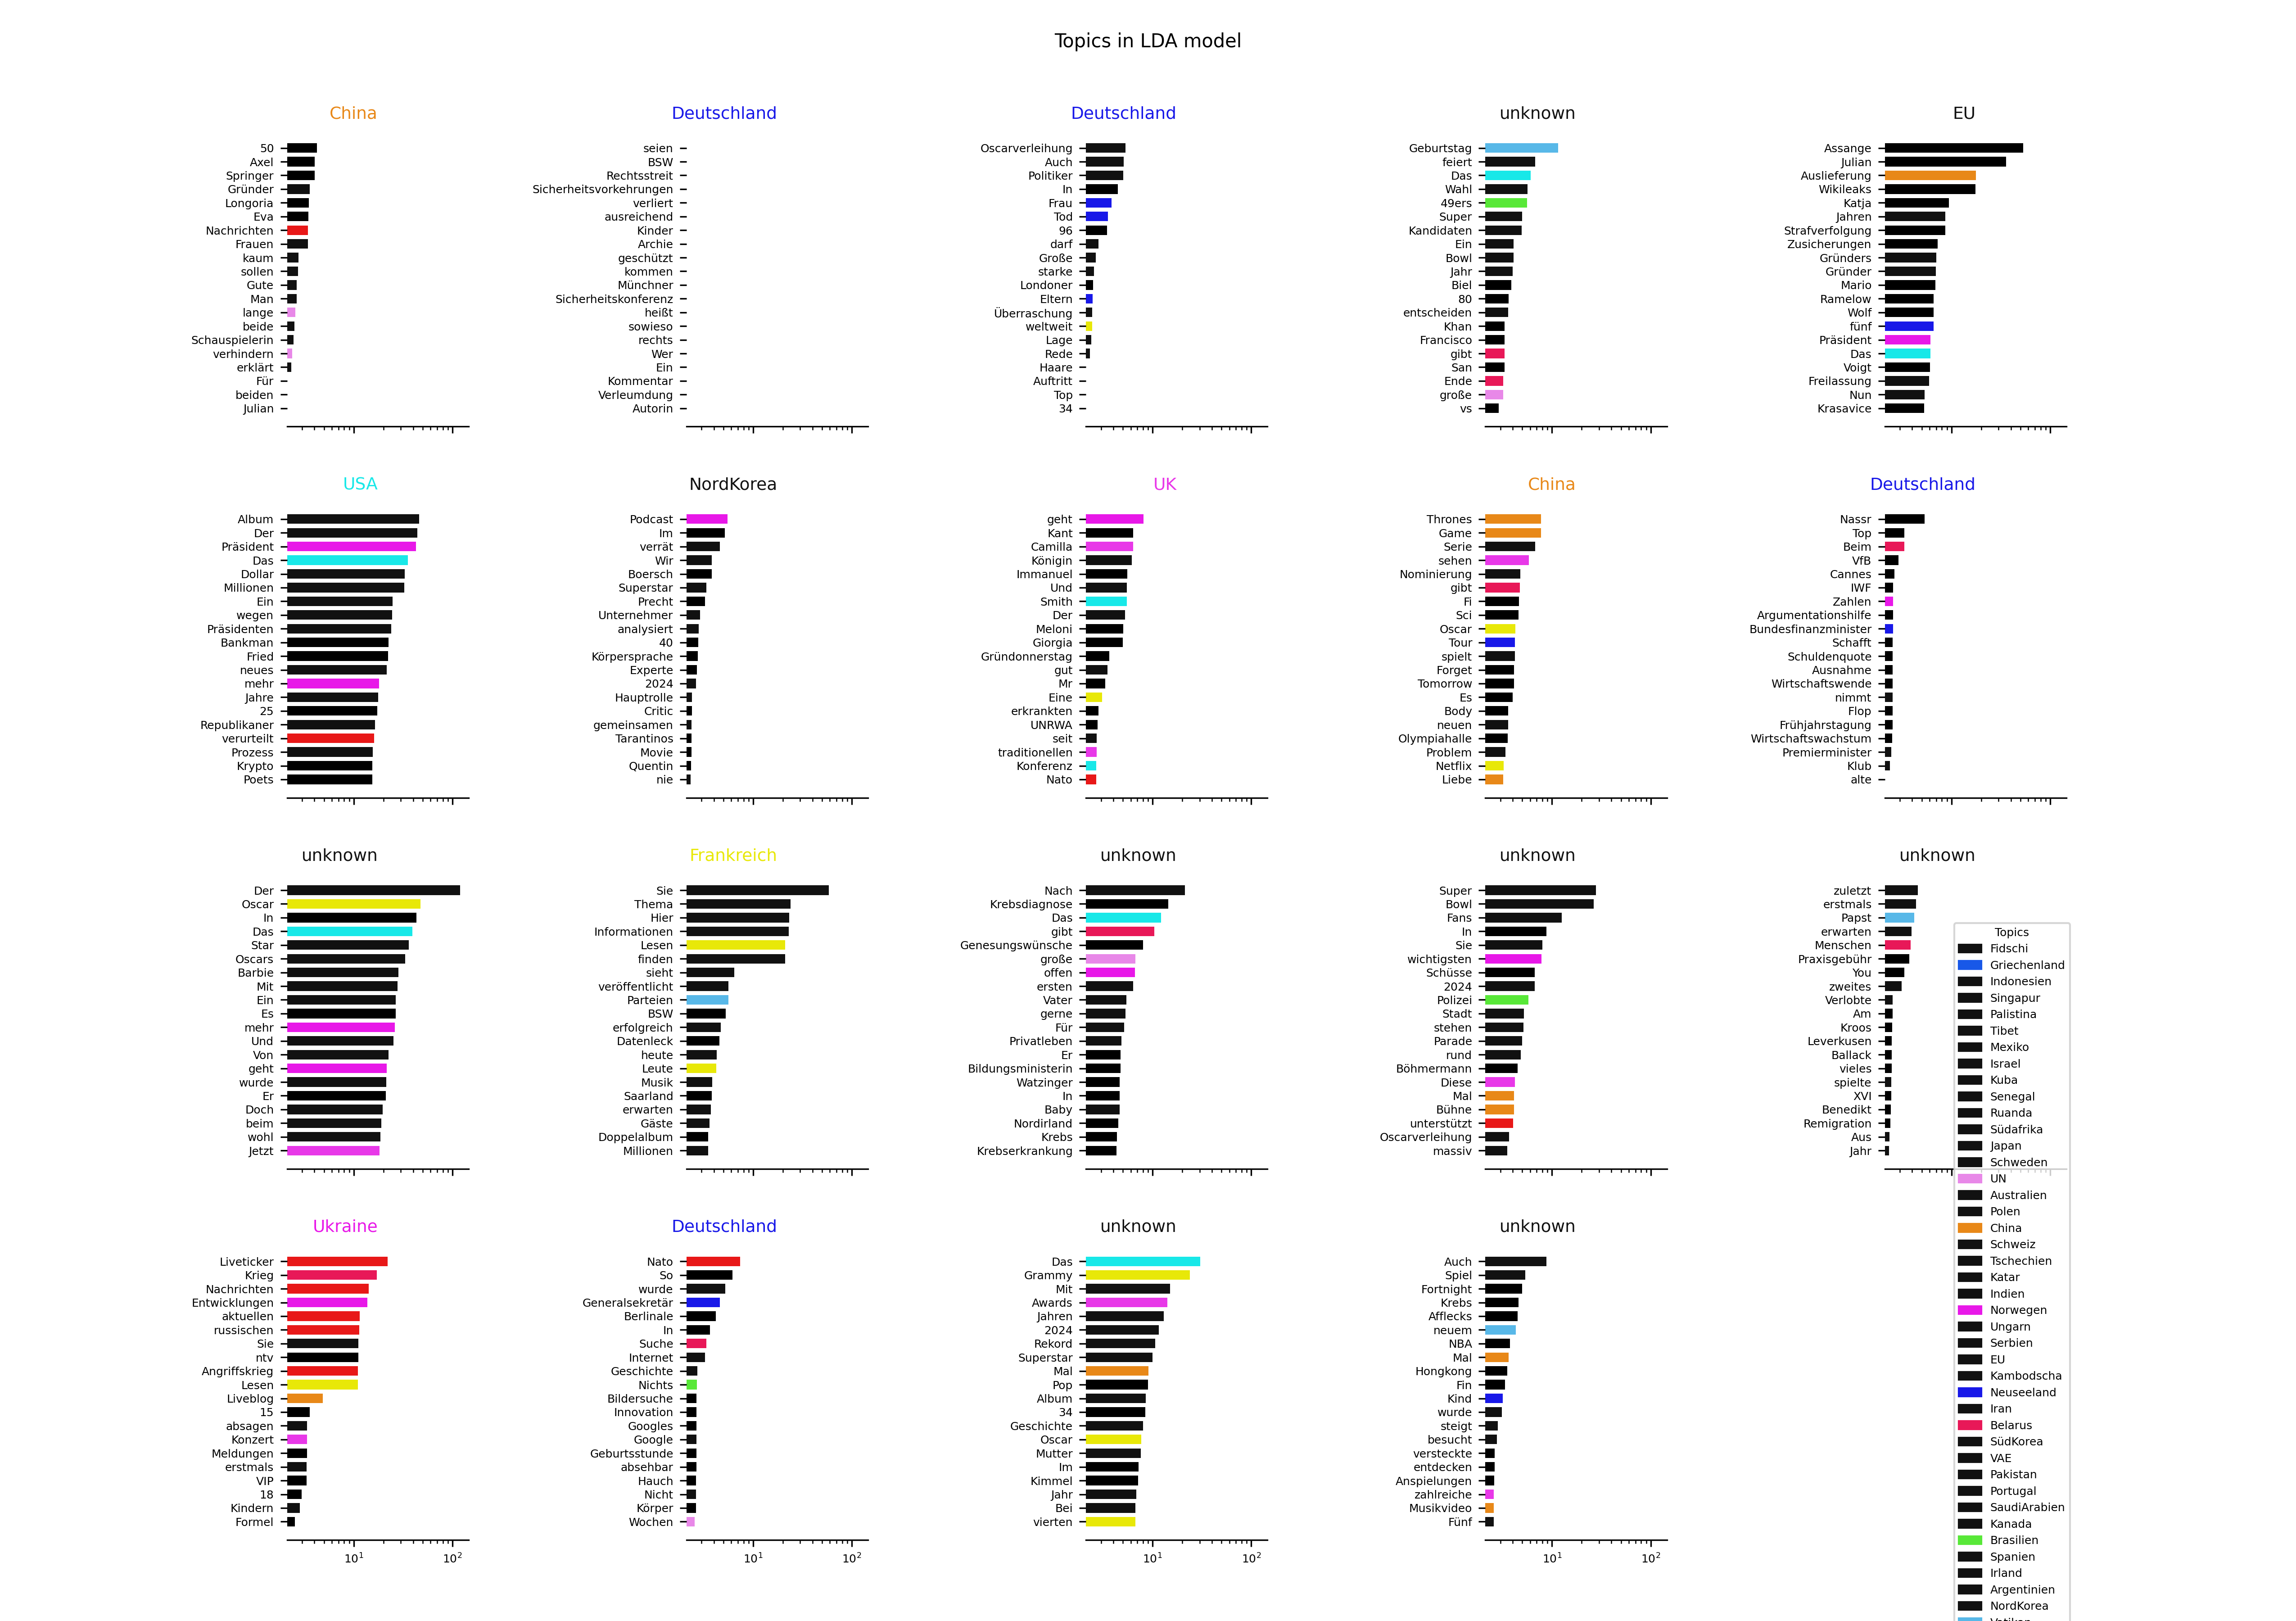 Topics in LDA model
China
50
Axel
Springer
Gründer
Longoria
Eva
Nachrichten
Frauen
kaum
sollen
Gute
Man
lange
beide
Schauspielerin
verhindern
erklärt
Für
beiden
Julian
Deutschland
seien
BSW
Rechtsstreit
Sicherheitsvorkehrungen
verliert
ausreichend
Kinder
Archie
geschützt
kommen
Münchner
Sicherheitskonferenz
heißt
sowieso
rechts
Wer
Ein
Kommentar
Verleumdung
Autorin
Deutschland
Oscarverleihung
Auch
Politiker
In
Frau
Tod
96
darf
Große
starke
Londoner
Eltern
Überraschung
weltweit
Lage
Rede
Haare
Auftritt
Top
34
unknown
Geburtstag
feiert
Das
Wahl
49ers
Super
Kandidaten
Ein
Bowl
Jahr
Biel
80
entscheiden
Khan
Francisco
gibt
San
Ende
große
vs
EU
Assange
Julian
Auslieferung
Wikileaks
Katja
Jahren
Strafverfolgung
Zusicherungen
Gründers
Gründer
Mario
Ramelow
Wolf
fünf
Präsident
Das
Voigt
Freilassung
Nun
Krasavice
USA
Album
Der
Präsident
Das
Dollar
Millionen
Ein
wegen
Präsidenten
Bankman
Fried
neues
mehr
Jahre
25
Republikaner
verurteilt
Prozess
Krypto
Poets
NordKorea
Podcast
Im
verrät
Wir
Boersch
Superstar
Precht
Unternehmer
analysiert
40
Körpersprache
Experte
2024
Hauptrolle
Critic
gemeinsamen
Tarantinos
Movie
Quentin
nie
UK
geht
Kant
Camilla
Königin
Immanuel
Und
Smith
Der
Meloni
Giorgia
Gründonnerstag
gut
Mr
Eine
erkrankten
UNRWA
seit
traditionellen
Konferenz
Nato
China
Thrones
Game
Serie
sehen
Nominierung
gibt
Fi
Sci
Oscar
Tour
spielt
Forget
Tomorrow
Es
Body
neuen
Olympiahalle
Problem
Netflix
Liebe
Deutschland
Nassr
Top
Beim
VfB
Cannes
IWF
Zahlen
Argumentationshilfe
Bundesfinanzminister
Schafft
Schuldenquote
Ausnahme
Wirtschaftswende
nimmt
Flop
Frühjahrstagung
Wirtschaftswachstum
Premierminister
Klub
alte
unknown
Der
Oscar
In
Das
Star
Oscars
Barbie
Mit
Ein
Es
mehr
Und
Von
geht
wurde
Er
Doch
beim
wohl
Jetzt
Frankreich
Sie
Thema
Hier
Informationen
Lesen
finden
sieht
veröffentlicht
Parteien
BSW
erfolgreich
Datenleck
heute
Leute
Musik
Saarland
erwarten
Gäste
Doppelalbum
Millionen
unknown
Nach
Krebsdiagnose
Das
gibt
Genesungswünsche
große
offen
ersten
Vater
gerne
Für
Privatleben
Er
Bildungsministerin
Watzinger
In
Baby
Nordirland
Krebs
Krebserkrankung
unknown
Super
Bowl
Fans
In
Sie
wichtigsten
Schüsse
2024
Polizei
Stadt
stehen
Parade
rund
Böhmermann
Diese
Mal
Bühne
unterstützt
Oscarverleihung
massiv
unknown
zuletzt
erstmals
Papst
erwarten
Menschen
Praxisgebühr
You
zweites
Verlobte
Am
Kroos
Leverkusen
Ballack
vieles
spielte
XVI
Benedikt
Remigration
Aus
Jahr
Ukraine
Liveticker
Krieg
Nachrichten
Entwicklungen
aktuellen
russischen
Sie
ntv
Angriffskrieg
Lesen
Liveblog
15
absagen
Konzert
Meldungen
erstmals
VIP
18
Kindern
Formel
10¹ 10²
Deutschland
Nato
So
wurde
Generalsekretär
Berlinale
In
Suche
Internet
Geschichte
Nichts
Bildersuche
Innovation
Googles
Google
Geburtsstunde
absehbar
Hauch
Nicht
Körper
Wochen
10¹ 10²
unknown
Das
Grammy
Mit
Awards
Jahren
2024
Rekord
Superstar
Mal
Pop
Album
34
Geschichte
Oscar
Mutter
Im
Kimmel
Jahr
Bei
vierten
10¹ 10²
unknown
Auch
Spiel
Fortnight
Krebs
Afflecks
neuem
NBA
Mal
Hongkong
Fin
Kind
wurde
steigt
besucht
versteckte
entdecken
Anspielungen
zahlreiche
Musikvideo
Fünf
10¹ 10²
Topics
Fidschi
Griechenland
Indonesien
Singapur
Palistina
Tibet
Mexiko
Israel
Kuba
Senegal
Ruanda
Südafrika
Japan
Schweden
UN
Australien
Polen
China
Schweiz
Tschechien
Katar
Indien
Norwegen
Ungarn
Serbien
EU
Kambodscha
Neuseeland
Iran
Belarus
SüdKorea
VAE
Pakistan
Portugal
SaudiArabien
Kanada
Brasilien
Spanien
Irland
Argentinien
NordKorea